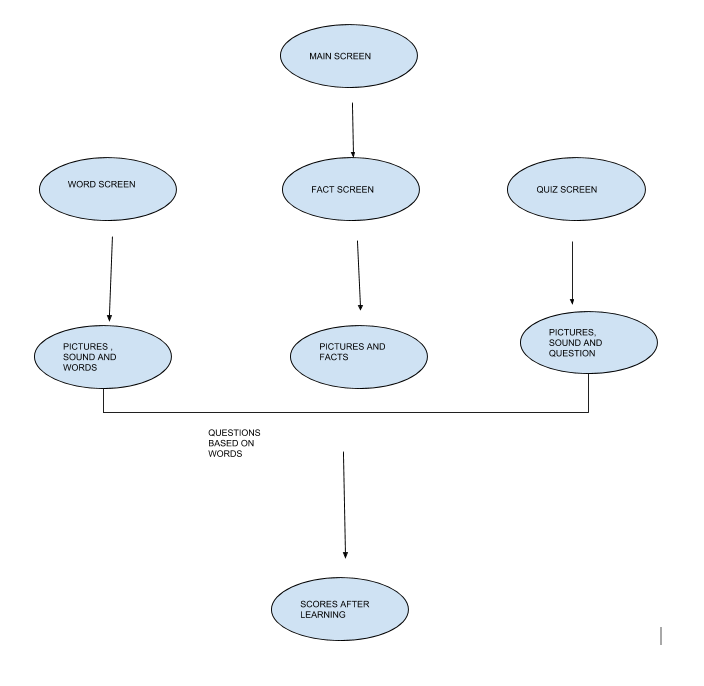 MAIN SCREEN
WORD SCREEN
FACT SCREEN
QUIZ SCREEN
PICTURES ,
SOUND AND
WORDS
PICTURES AND
FACTS
PICTURES,
SOUND AND
QUESTION
QUESTIONS
BASED ON
WORDS
SCORES AFTER
LEARNING